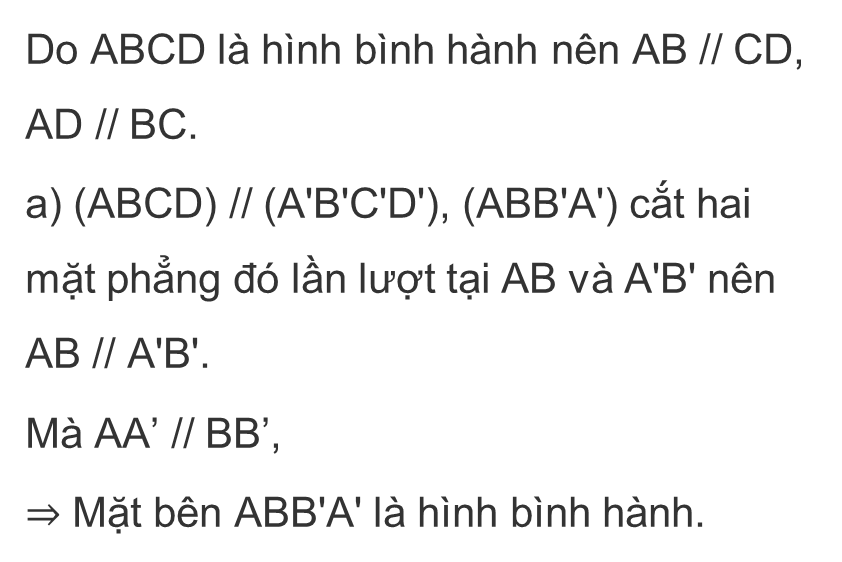 Do ABCD là hình bình hành nên AB // CD,
AD // BC.
a) (ABCD) // (A'B'C'D'), (ABB'A') cắt hai
mặt phẳng đó lần lượt tại AB và A'B' nên
AB // A'B'.
Mà AA’ // BB’,
⇒ Mặt bên ABB'A' là hình bình hành.